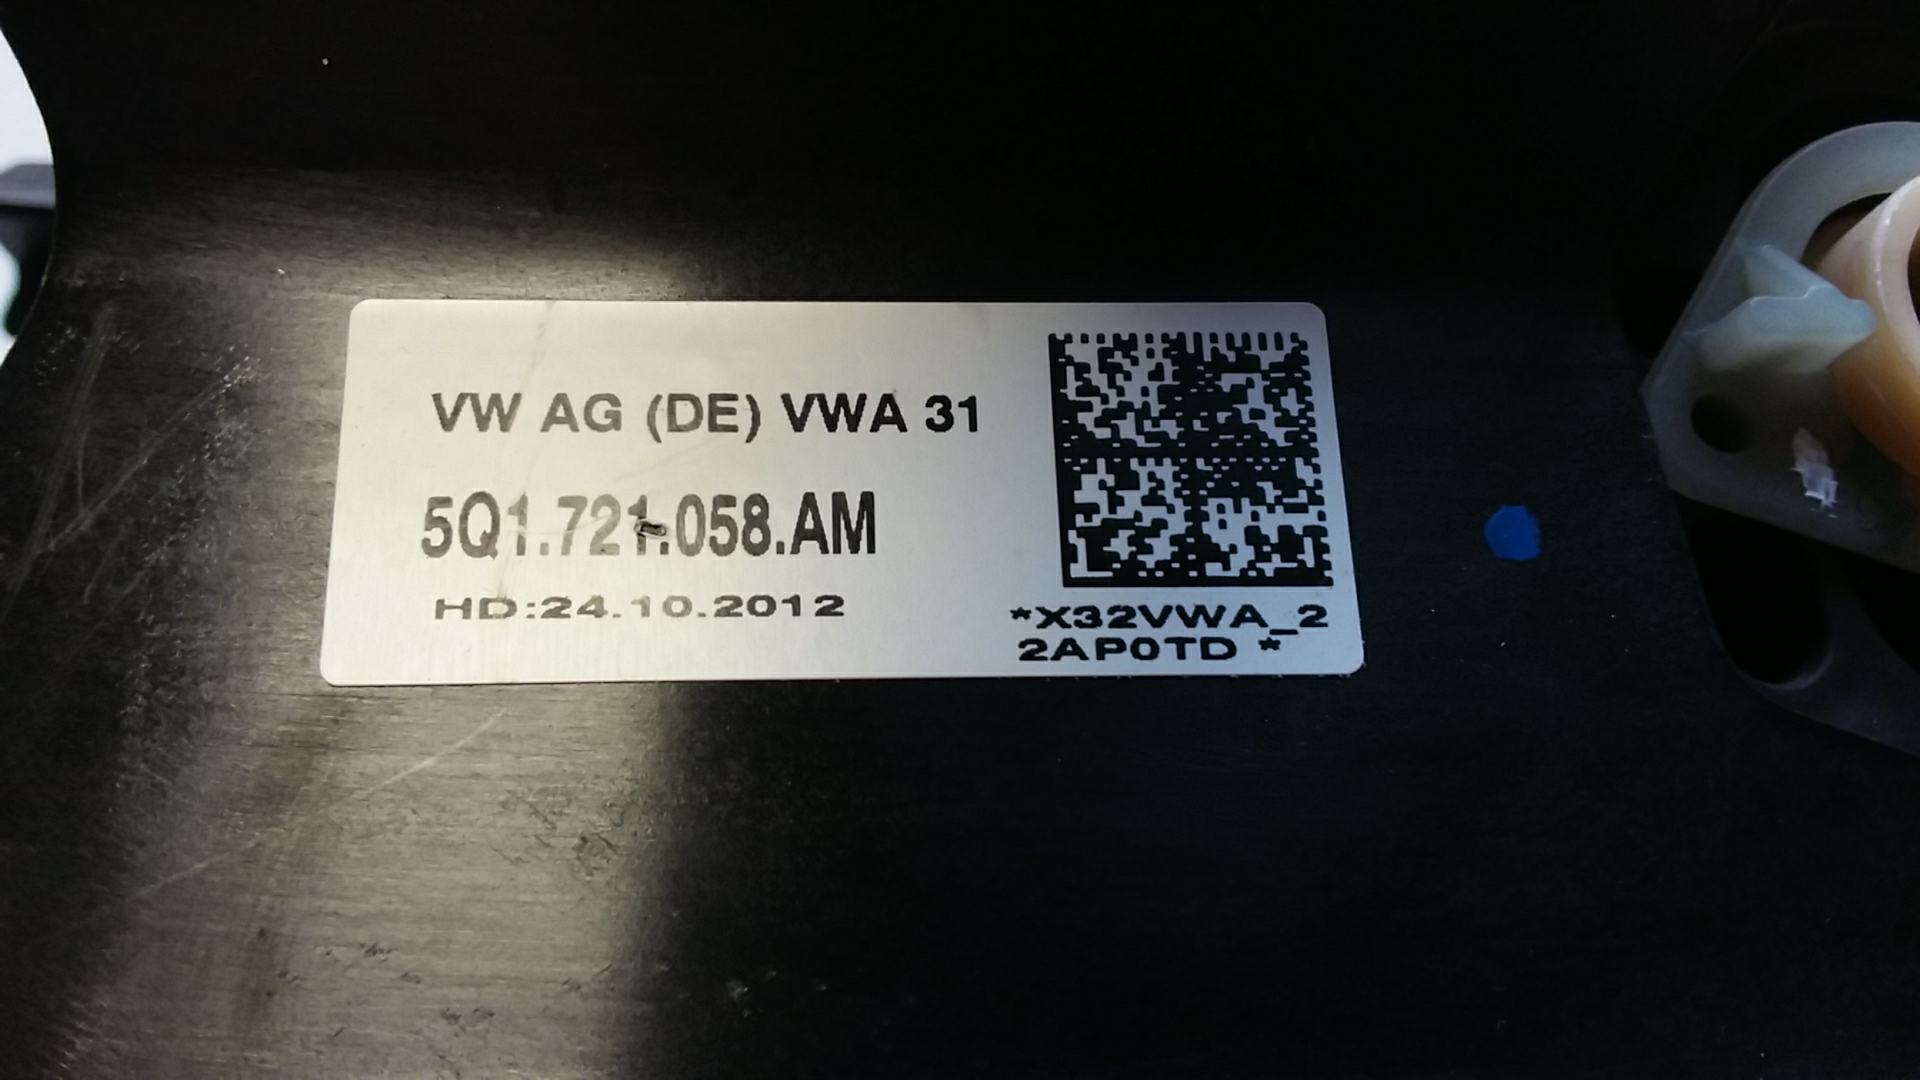 VW AG (DE) VWA 31
5Q1.721.058.AM
HD:24.10.2012
*X32VWA_2
2AP0TD *